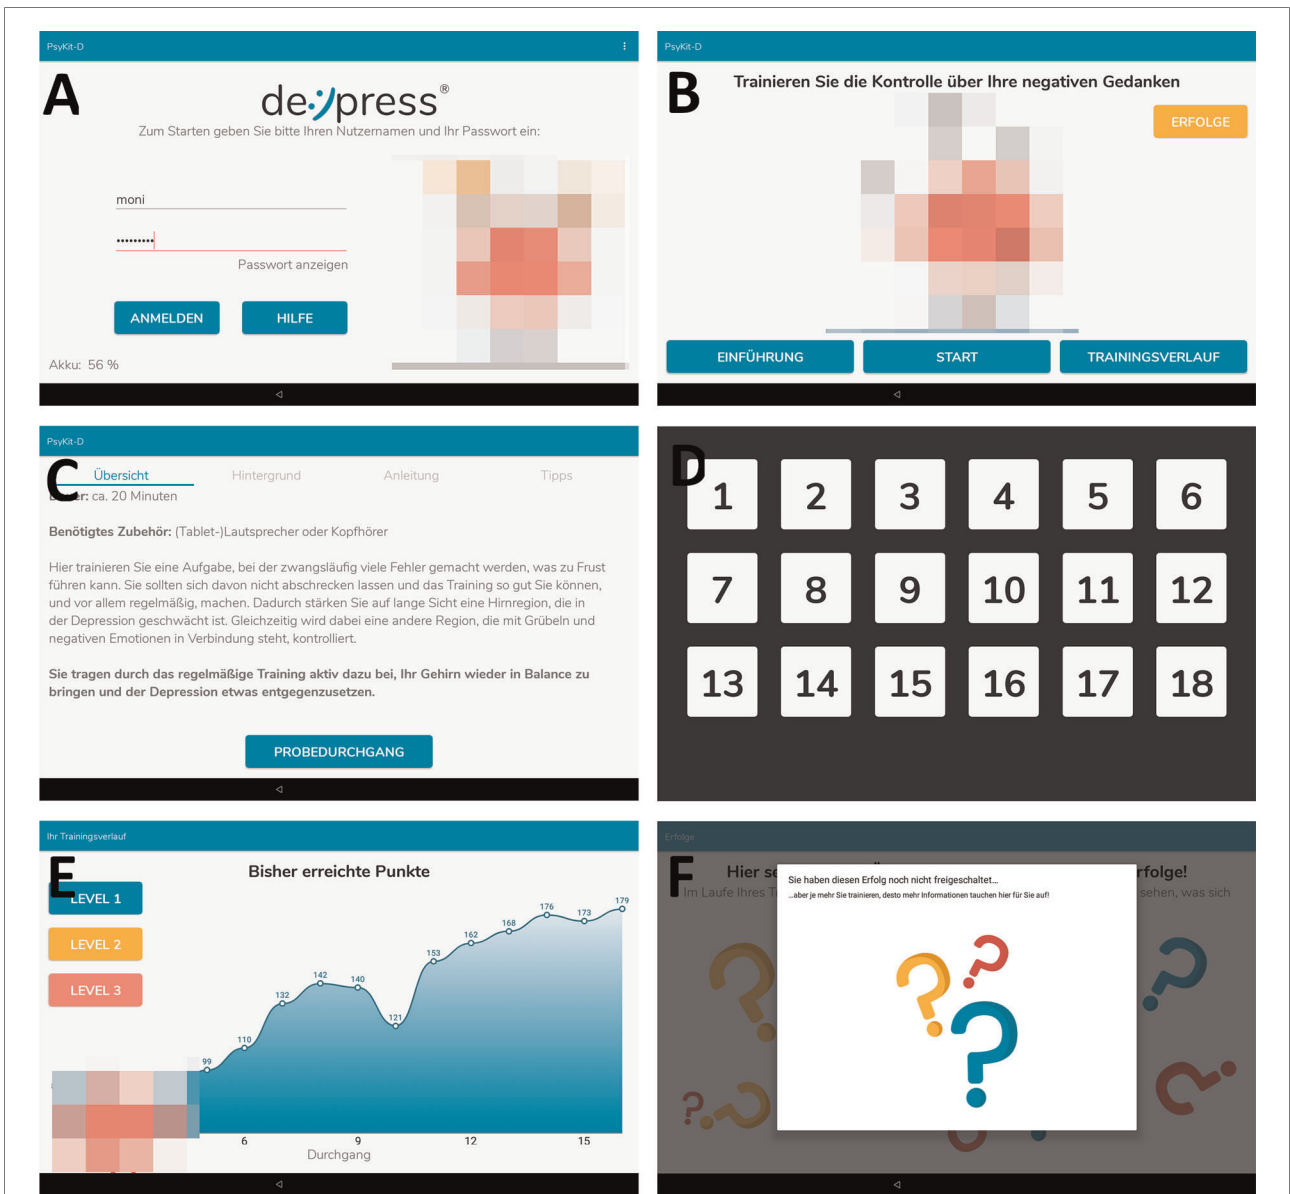 PsyKit-D
A
de:)press®
Zum Starten geben Sie bitte Ihren Nutzernamen und Ihr Passwort ein:
moni
•••••••••
Passwort anzeigen
ANMELDEN
HILFE
Akku: 56 %
PsyKit-D
B
Trainieren Sie die Kontrolle über Ihre negativen Gedanken
ERFOLGE
EINFÜHRUNG
START
TRAININGSVERLAUF
PsyKit-D
C
Übersicht Hintergrund Anleitung Tipps
ca. 20 Minuten
Benötigtes Zubehör: (Tablet-)Lautsprecher oder Kopfhörer
Hier trainieren Sie eine Aufgabe, bei der zwangsläufig viele Fehler gemacht werden, was zu Frust
führen kann. Sie sollten sich davon nicht abschrecken lassen und das Training so gut Sie können,
und vor allem regelmäßig, machen. Dadurch stärken Sie auf lange Sicht eine Hirnregion, die in
der Depression geschwächt ist. Gleichzeitig wird dabei eine andere Region, die mit Grübeln und
negativen Emotionen in Verbindung steht, kontrolliert.
Sie tragen durch das regelmäßige Training aktiv dazu bei, Ihr Gehirn wieder in Balance zu
bringen und der Depression etwas entgegenzusetzen.
PROBEDURCHGANG
D
1 2 3 4 5 6
7 8 9 10 11 12
13 14 15 16 17 18
Ihr Trainingsverlauf
E
Bisher erreichte Punkte
LEVEL 1
LEVEL 2
LEVEL 3
99 110 132 142 140 121 153 162 168 176 173 179
6 9 12 15
Durchgang
Erfolge
F
Hier se
rfolge!
Im Laufe Ihres T
sehen, was sich
Sie haben diesen Erfolg noch nicht freigeschaltet...
...aber je mehr Sie trainieren, desto mehr Informationen tauchen hier für Sie auf!
? ? ?